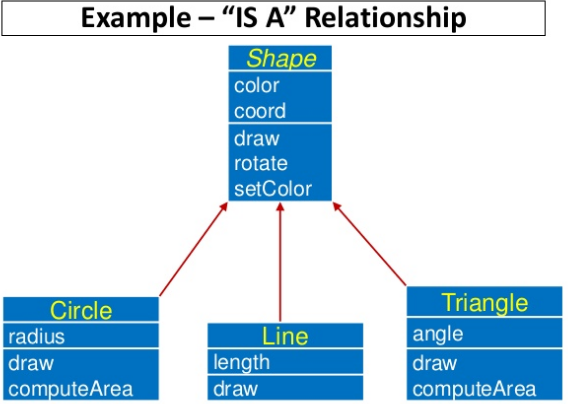 Example – “IS A” Relationship
Shape
color
coord
draw
rotate
setColor
Circle
radius
draw
computeArea
Line
length
draw
Triangle
angle
draw
computeArea